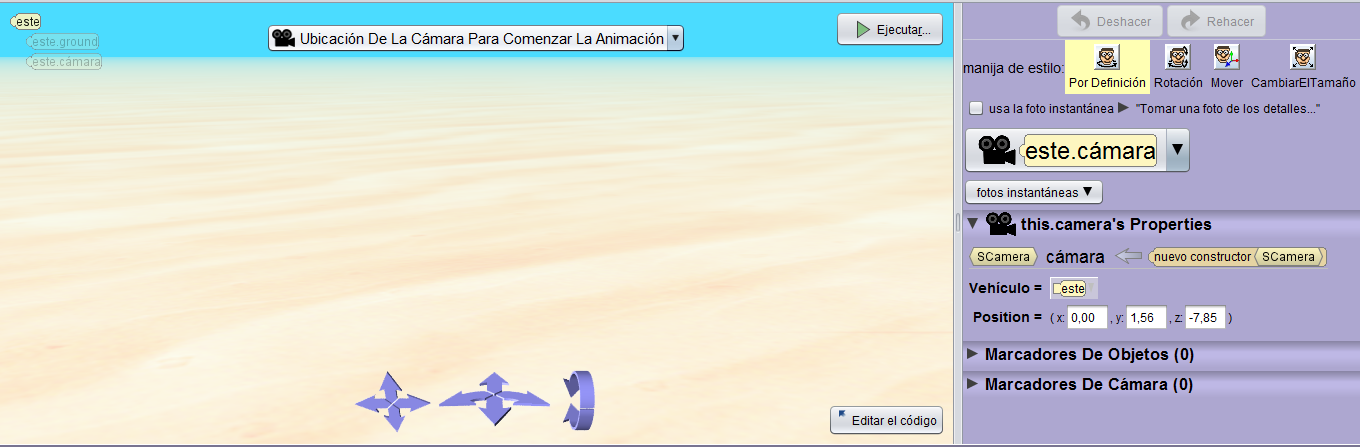 este
este.ground
este.cámara
Ubicación De La Cámara Para Comenzar La Animación
Ejecutar...
Editar el código
Deshacer
Rehacer
manija de estilo:
Por Definición
Rotación
Mover
CambiarElTamaño
usa la foto instantánea ▶ "Tomar una foto de los detalles..."
este.cámara
fotos instantáneas
this.camera's Properties
SCamera cámara nuevo constructor SCamera
Vehículo = este
Position = ( x: 0,00 , y: 1,56 , z: -7,85 )
Marcadores De Objetos (0)
Marcadores De Cámara (0)